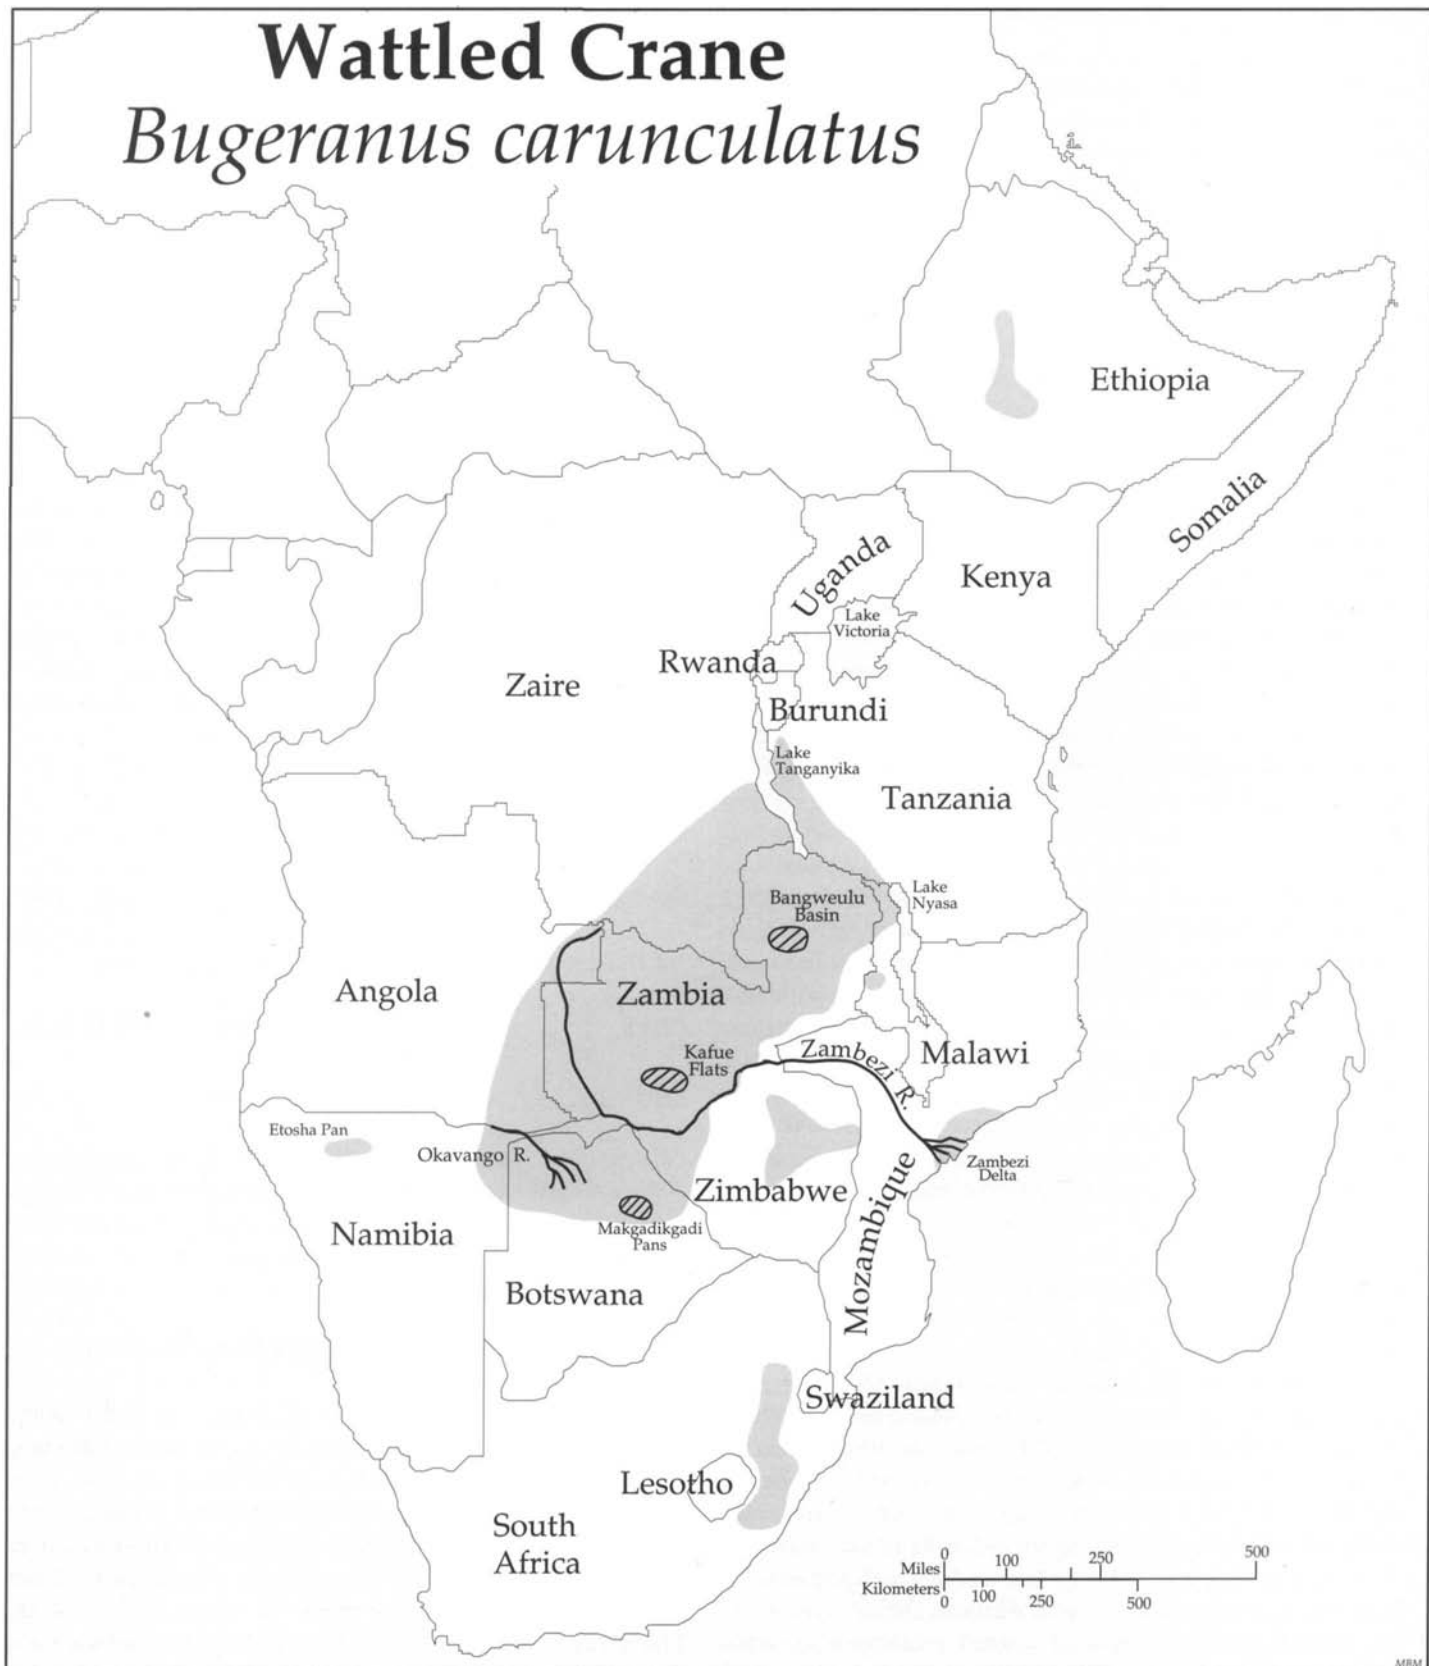 Wattled Crane
Bugeranus carunculatus
Ethiopia
Somalia
Uganda
Kenya
Lake
Victoria
Rwanda
Zaire
Burundi
Lake
Tanganyika
Tanzania
Bangweulu
Basin
Lake
Nyasa
Angola
Zambia
Kafue
Flats
Zambezi R.
Malawi
Etosha Pan
Okavango R.
Zambezi
Delta
Zimbabwe
Mozambique
Makgadikgadi
Pans
Namibia
Botswana
Swaziland
Lesotho
South
Africa
0 100 250 500
Miles
Kilometers
0 100 250 500
MBM